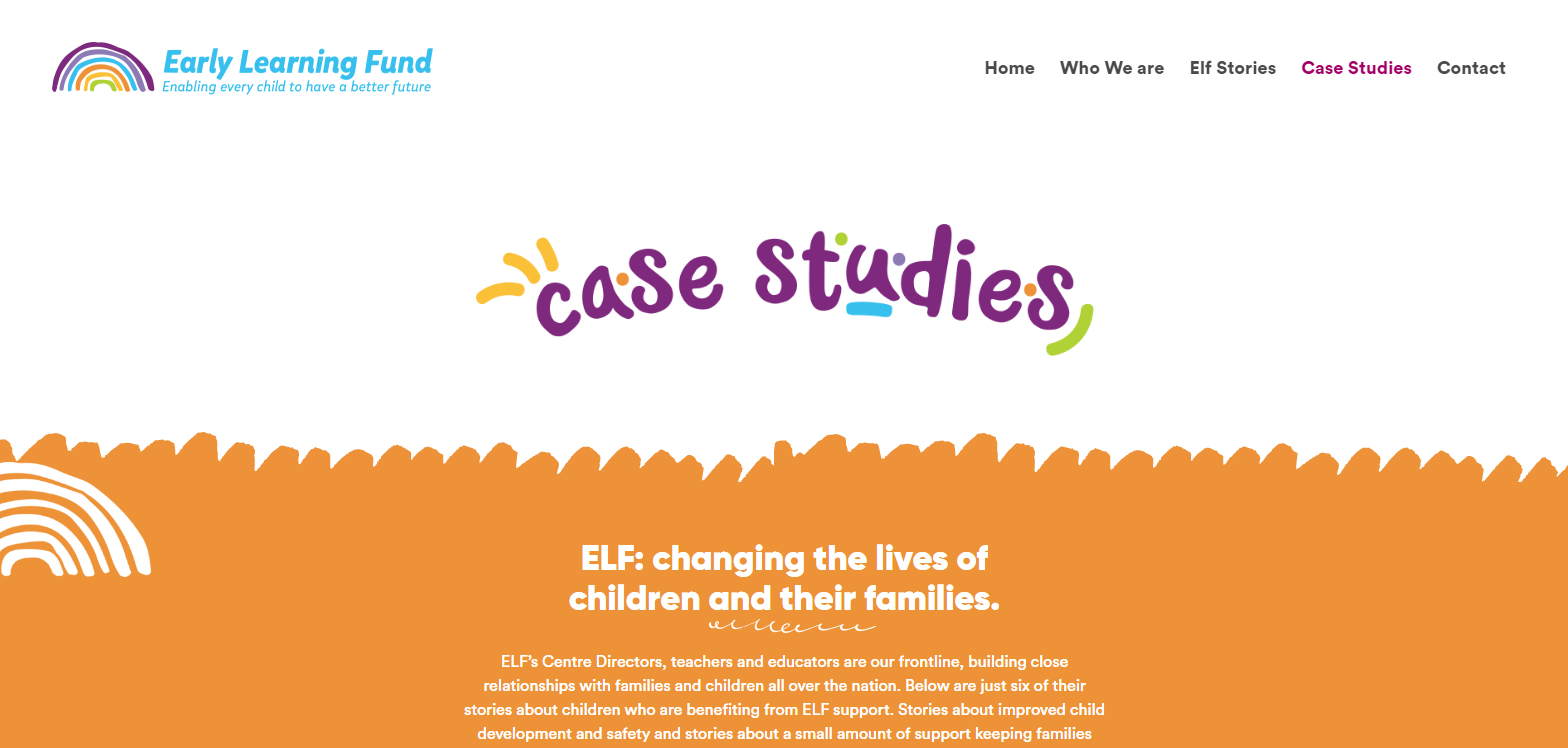 Early Learning Fund
Enabling every child to have a better future
Home Who We are Elf Stories Case Studies Contact
case studies
ELF: changing the lives of
children and their families.
ELF’s Centre Directors, teachers and educators are our frontline, building close
relationships with families and children all over the nation. Below are just six of their
stories about children who are benefiting from ELF support. Stories about improved child
development and safety and stories about a small amount of support keeping families